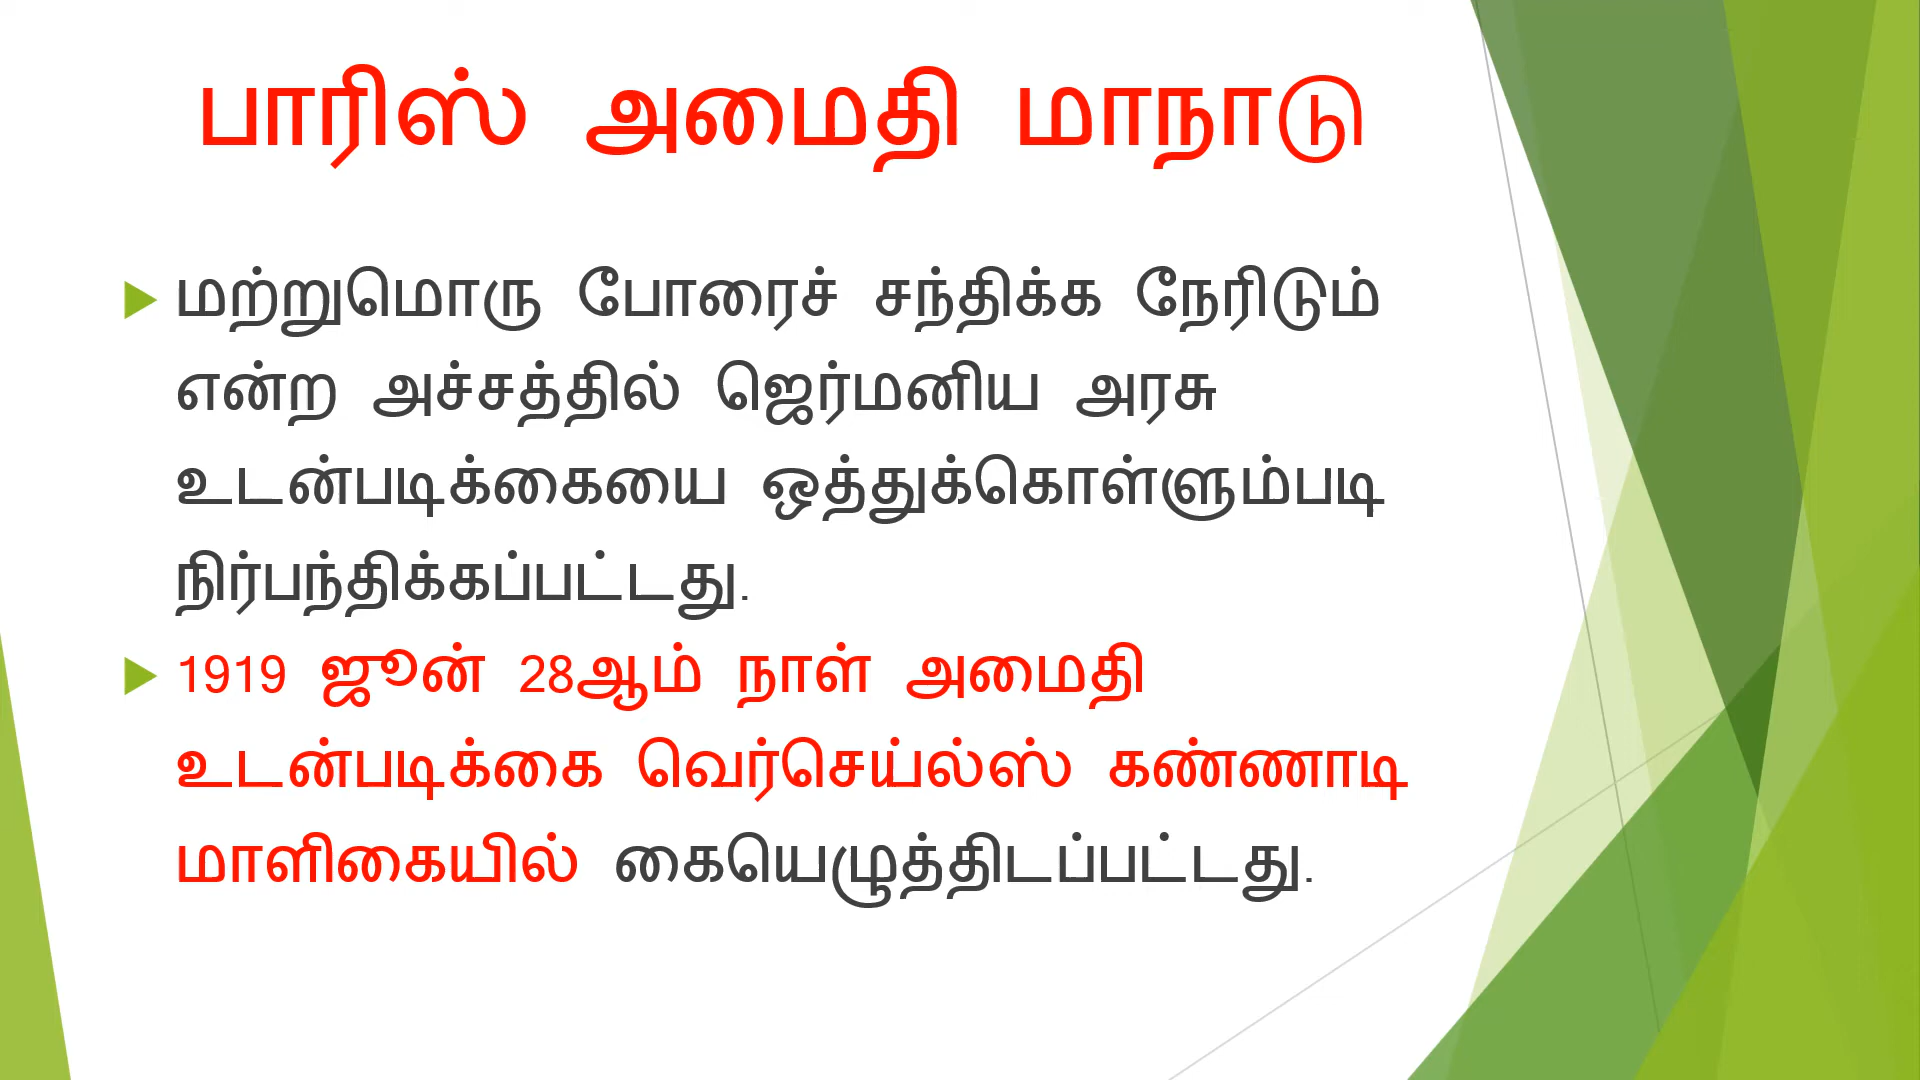 பாரிஸ் அமைதி மாநாடு
மற்றுமொரு போரைச் சந்திக்க நேரிடும்
என்ற அச்சத்தில் ஜெர்மனிய அரசு
உடன்படிக்கையை ஒத்துக்கொள்ளும்படி
நிர்பந்திக்கப்பட்டது.
1919 ஜூன் 28ஆம் நாள் அமைதி
உடன்படிக்கை வெர்செய்ல்ஸ் கண்ணாடி
மாளிகையில் கையெழுத்திடப்பட்டது.